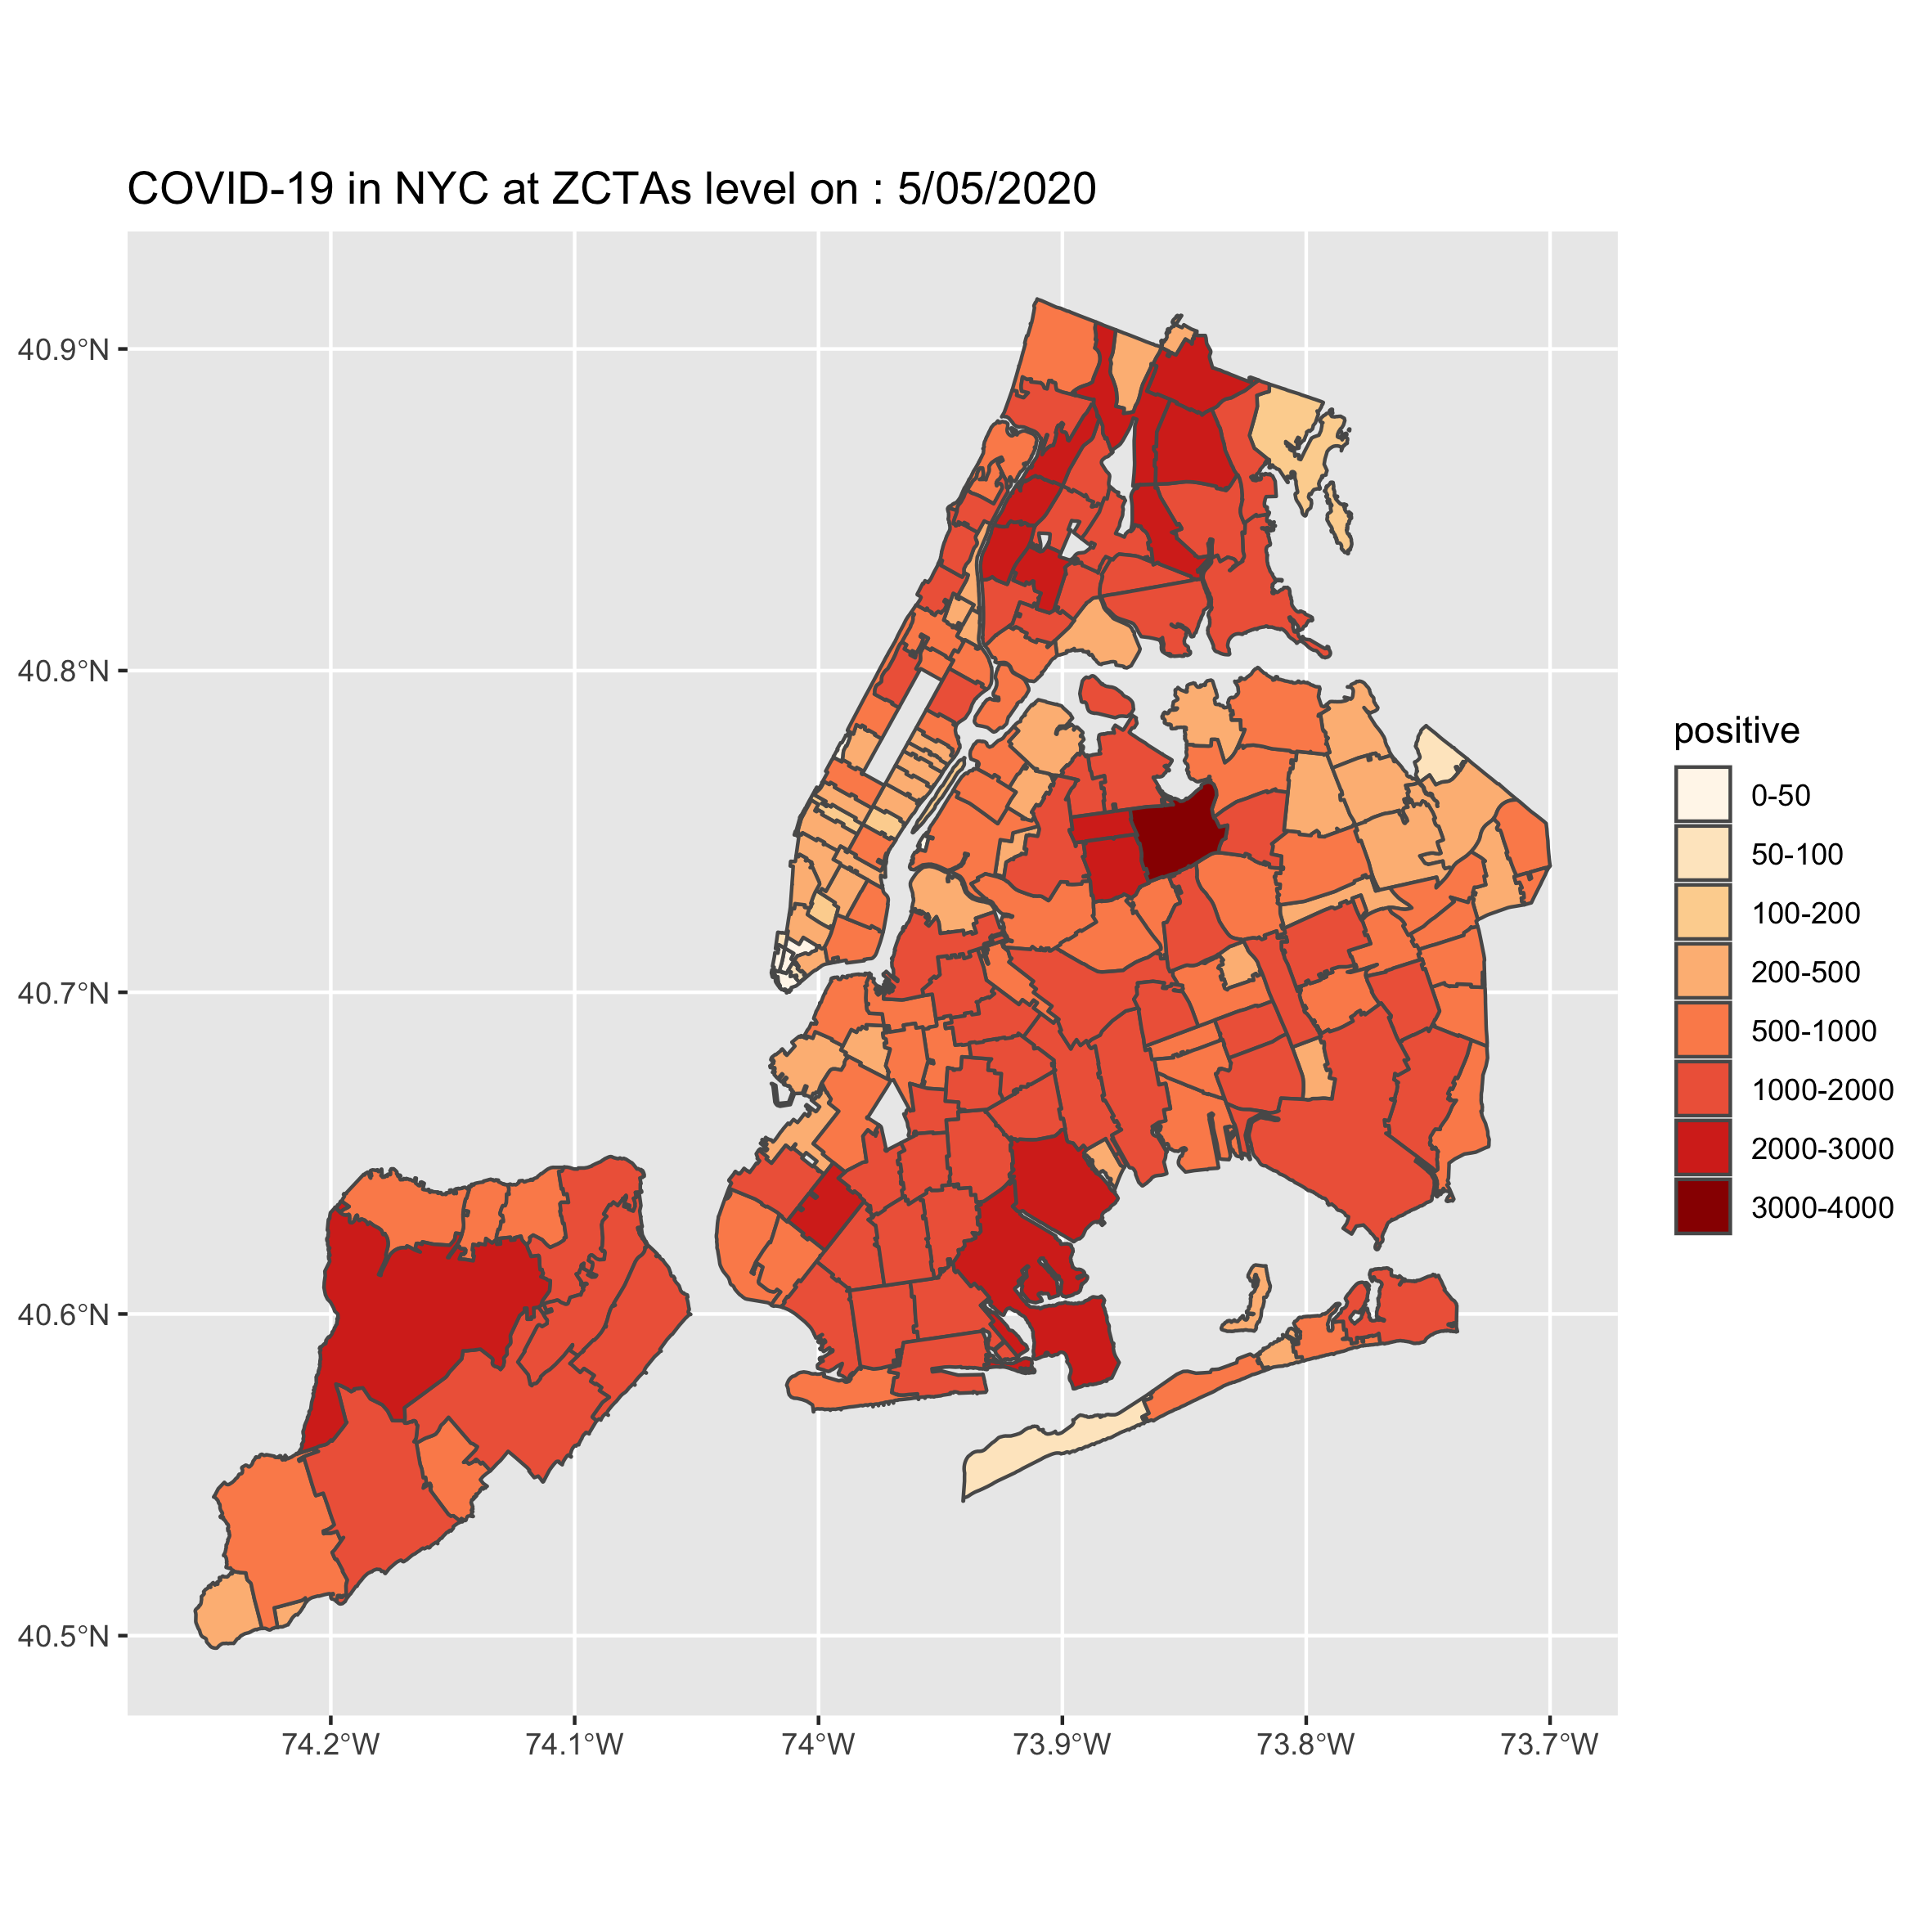 COVID-19 in NYC at ZCTAs level on : 5/05/2020
40.9°N
40.8°N
40.7°N
40.6°N
40.5°N
74.2°W
74.1°W
74°W
73.9°W
73.8°W
73.7°W
positive
0-50
50-100
100-200
200-500
500-1000
1000-2000
2000-3000
3000-4000